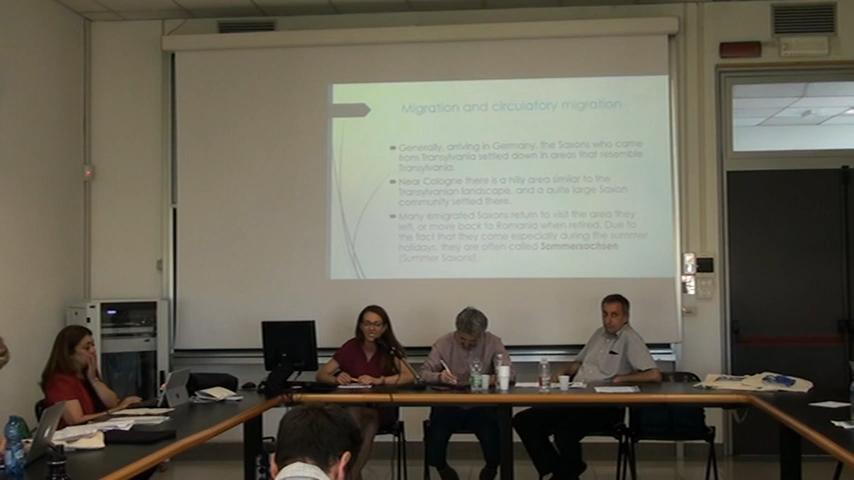 Migration and circulatory migration
Generally, arriving in Germany, the Saxons who came
from Transylvania settled down in areas that resemble
Transylvania.
Near Cologne there is a hilly area similar to the
Transylvanian landscape, and a quite large Saxon
community settled there.
Many emigrated Saxons return to visit the area they
left, or move back to Romania when retired. Due to
the fact that they come especially during the summer
holidays, they are often called Sommersachsen
(Summer Saxons).